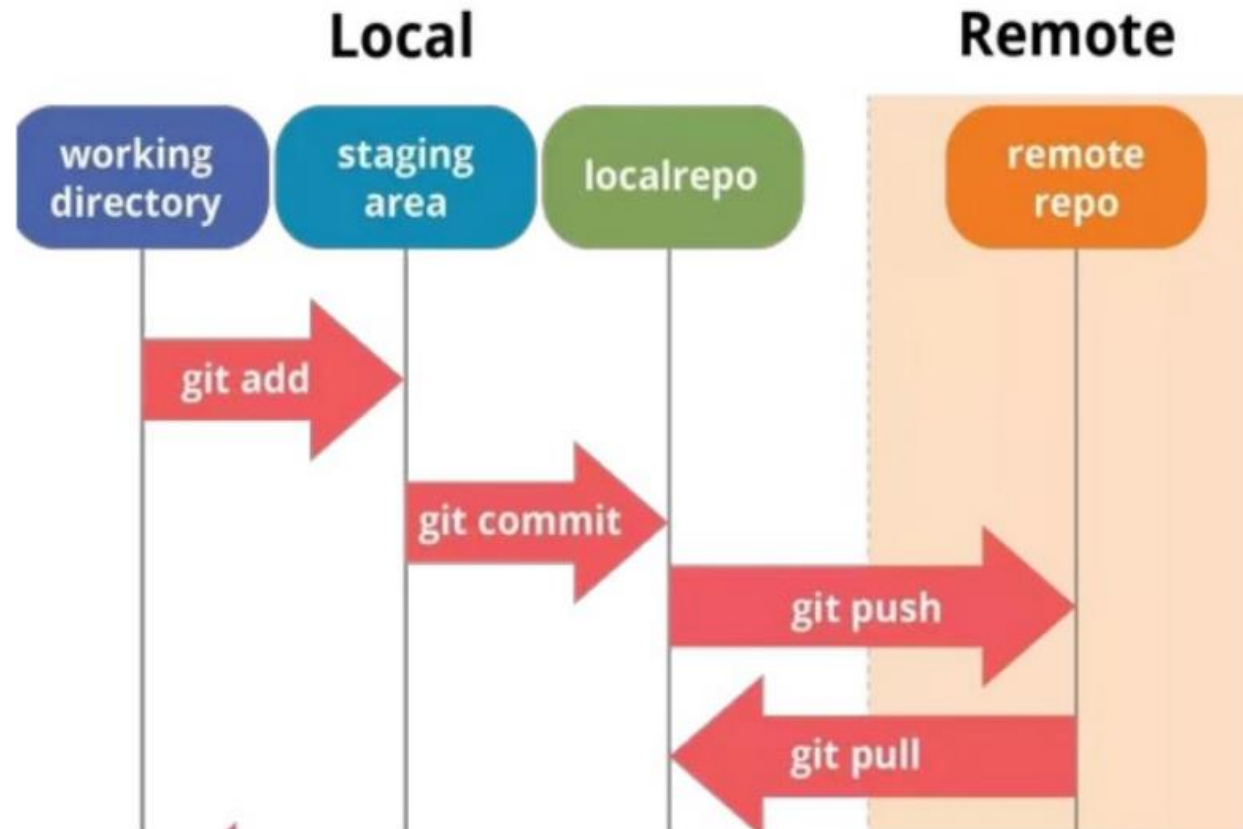 Local
Remote
working
directory
staging
area
localrepo
remote
repo
git add
git commit
git push
git pull